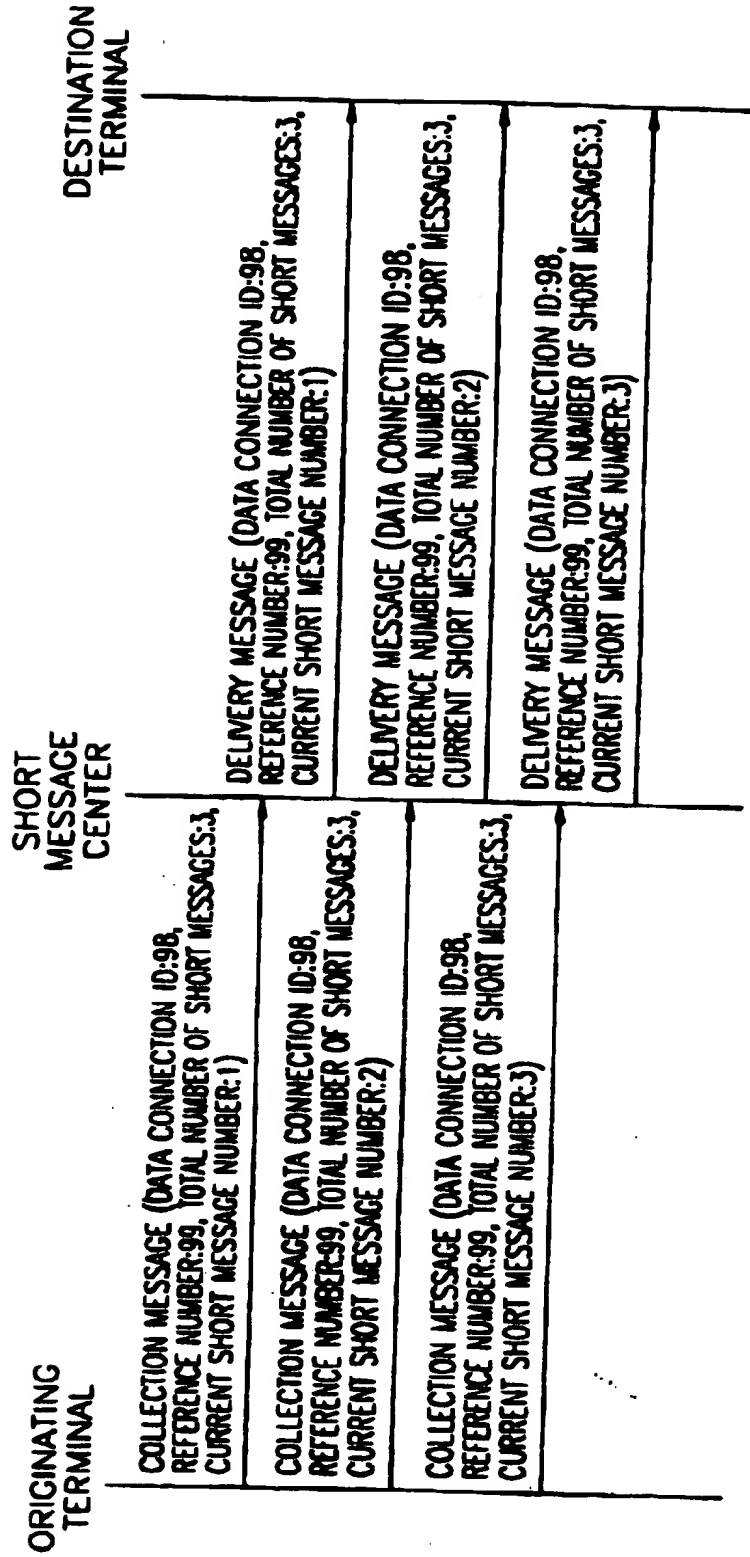 ORIGINATING
TERMINAL
SHORT
MESSAGE
CENTER
DESTINATION
TERMINAL
COLLECTION MESSAGE (DATA CONNECTION ID:98,
REFERENCE NUMBER:99, TOTAL NUMBER OF SHORT MESSAGES:3,
CURRENT SHORT MESSAGE NUMBER:1)
DELIVERY MESSAGE (DATA CONNECTION ID:98,
REFERENCE NUMBER:99, TOTAL NUMBER OF SHORT MESSAGES:3,
CURRENT SHORT MESSAGE NUMBER:1)
COLLECTION MESSAGE (DATA CONNECTION ID:98,
REFERENCE NUMBER:99, TOTAL NUMBER OF SHORT MESSAGES:3,
CURRENT SHORT MESSAGE NUMBER:2)
DELIVERY MESSAGE (DATA CONNECTION ID:98,
REFERENCE NUMBER:99, TOTAL NUMBER OF SHORT MESSAGES:3,
CURRENT SHORT MESSAGE NUMBER:2)
COLLECTION MESSAGE (DATA CONNECTION ID:98,
REFERENCE NUMBER:99, TOTAL NUMBER OF SHORT MESSAGES:3,
CURRENT SHORT MESSAGE NUMBER:3)
DELIVERY MESSAGE (DATA CONNECTION ID:98,
REFERENCE NUMBER:99, TOTAL NUMBER OF SHORT MESSAGES:3,
CURRENT SHORT MESSAGE NUMBER:3)